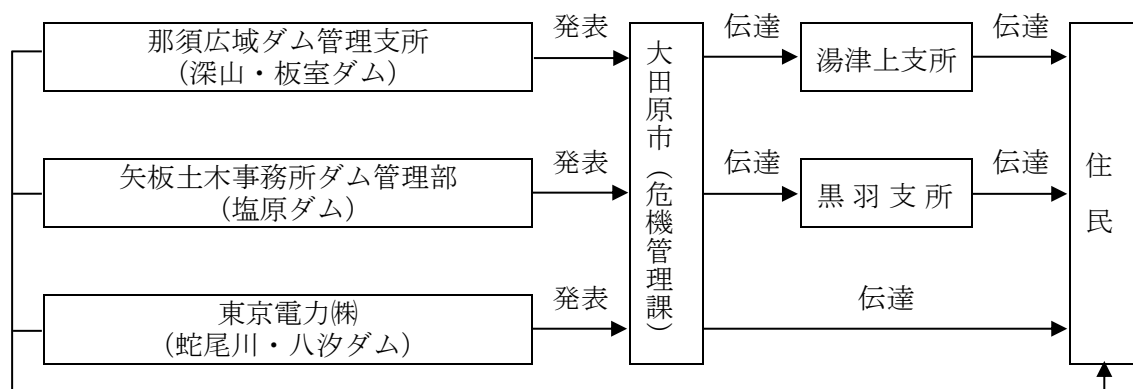 那須広域ダム管理支所
（深山・板室ダム）
発表
大田原市（危機管理課）
伝達
湯津上支所
伝達
住民
矢板土木事務所ダム管理部
（塩原ダム）
発表
伝達
黒羽支所
伝達
東京電力㈱
（蛇尾川・八汐ダム）
発表
伝達